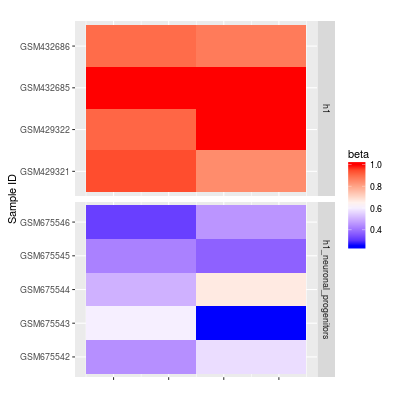 GSM432686
GSM432685
GSM429322
GSM429321
h1
GSM675546
GSM675545
GSM675544
GSM675543
GSM675542
h1_neuronal_progenitors
Sample ID
beta
1.0
0.8
0.6
0.4